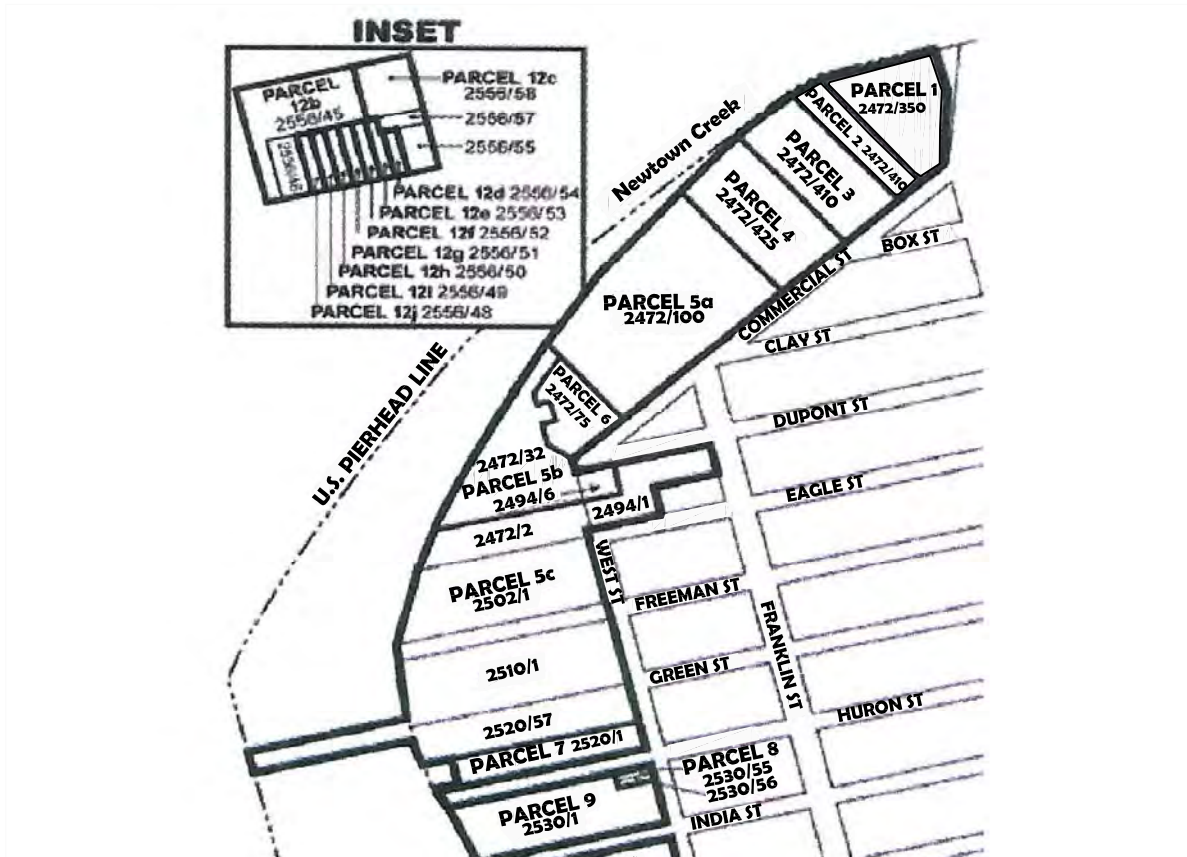 INSET
PARCEL
12b
2556/45
2556/46
PARCEL 12c
2556/58
2556/57
2556/55
PARCEL 12d 2556/54
PARCEL 12e 2556/53
PARCEL 12f 2556/52
PARCEL 12g 2556/51
PARCEL 12h 2556/50
PARCEL 12i 2556/49
PARCEL 12j 2556/48
Newtown Creek
U.S. PIERHEAD LINE
PARCEL 1
2472/350
PARCEL 2 2472/410
PARCEL 3
2472/410
PARCEL 4
2472/425
PARCEL 5a
2472/100
PARCEL 6
2472/75
COMMERCIAL ST
BOX ST
CLAY ST
DUPONT ST
EAGLE ST
2472/32
PARCEL 5b
2494/6
2494/1
2472/2
PARCEL 5c
2502/1
WEST ST
FREEMAN ST
FRANKLIN ST
2510/1
GREEN ST
HURON ST
2520/57
PARCEL 7 2520/1
PARCEL 8
2530/55
2530/56
PARCEL 9
2530/1
INDIA ST